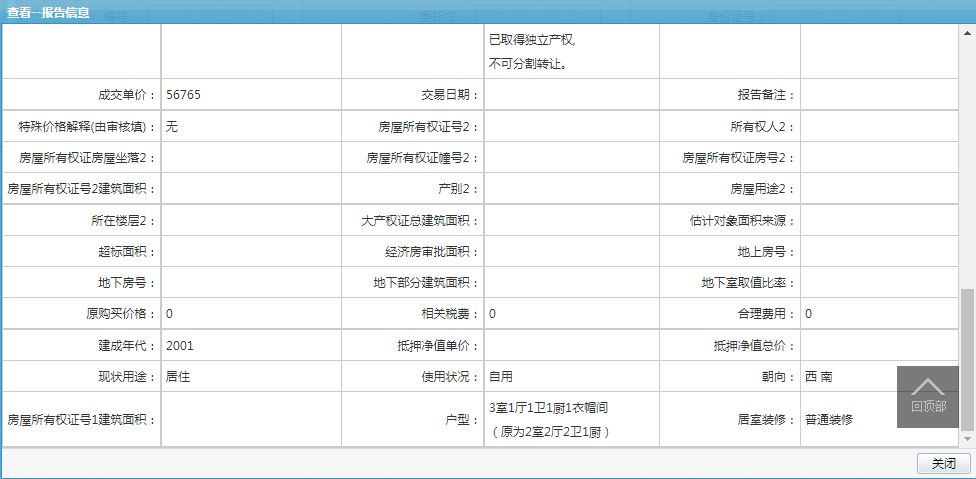 查看--报告信息
已取得独立产权,
不可分割转让。
成交单价： 56765 交易日期： 报告备注：
特殊价格解释(由审核填)： 无 房屋所有权证号2： 所有权人2：
房屋所有权证房屋坐落2： 房屋所有权证幢号2： 房屋所有权证房号2：
房屋所有权证号2建筑面积： 产别2： 房屋用途2：
所在楼层2： 大产权证总建筑面积： 估计对象面积来源：
超标面积： 经济房审批面积： 地上房号：
地下房号： 地下部分建筑面积： 地下室取值比率：
原购买价格： 0 相关税费： 0 合理费用： 0
建成年代： 2001 抵押净值单价： 抵押净值总价：
现状用途： 居住 使用状况： 自用 朝向： 西 南
房屋所有权证号1建筑面积： 户型： 3室1厅1卫1厨1衣帽间
（原为2室2厅2卫1厨） 居室装修： 普通装修
回顶部
关闭